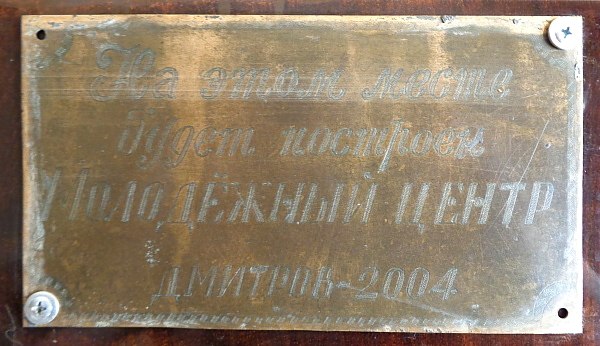 На этом месте
будет построен
МОЛОДЁЖНЫЙ ЦЕНТР
ДМИТРОВ-2004